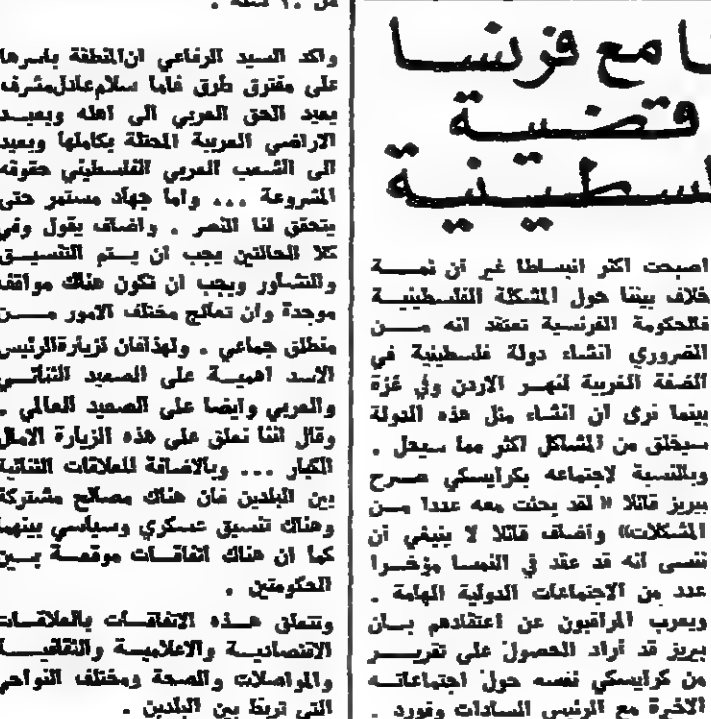 ا مع فرنسا
قضية
لسطينية
اصبحت اكثر انبساطا غير ان ثمة
خلاف بيننا حول المشكلة الفلسطينية
فالحكومة الفرنسية تعتقد انه من
الضروري انشاء دولة فلسطينية في
الضفة الغربية لنهر الاردن وفي غزة
بينما نرى ان انشاء مثل هذه الدولة
سيخلق من المشاكل اكثر مما سيحل .
وبالنسبة لاجتماعه بكرايسكي صرح
بيريز قائلا « لقد بحثت معه عددا من
المشكلات» وأضاف قائلا لا ينبغي أن
ننسى انه قد عقد في النمسا مؤخرا
عدد من الاجتماعات الدولية الهامة .
ويعرب المراقبون عن اعتقادهم بان
بيريز قد أراد الحصول على تقرير
من كرايسكي نفسه حول اجتماعاته
الاخيرة مع الرئيس السادات وفورد .
واكد السيد الرفاعي ان المنطقة باسرها
على مفترق طرق فاما سلام عادل مشرف
يعيد الحق العربي الى اهله ويعيد
الاراضي العربية المحتلة بكاملها ويعيد
الى الشعب العربي الفلسطيني حقوقه
المشروعة ... واما جهاد مستمر حتى
يتحقق لنا النصر . واضاف يقول وفي
كلا الحالتين يجب ان يتم التنسيق
والتشاور ويجب ان تكون هناك مواقف
موحدة وان تعالج مختلف الامور من
منطلق جماعي . ولهذا فان لزيارة الرئيس
الاسد اهمية على الصعيد الثنائي
والعربي وايضا على الصعيد العالي .
وقال اننا نعلق على هذه الزيارة الامال
الكبار ... وبالاضافة للعلاقات الثنائية
بين البلدين فان هناك مصالح مشتركة
وهناك تنسيق عسكري وسياسي بينهما
كما ان هناك اتفاقات موقعة بين
الحكومتين .
وتتعلق هذه الاتفاقات بالعلاقات
الاقتصادية والاعلامية والثقافية
والمواصلات والصحة ومختلف النواحي
التي تربط بين البلدين .